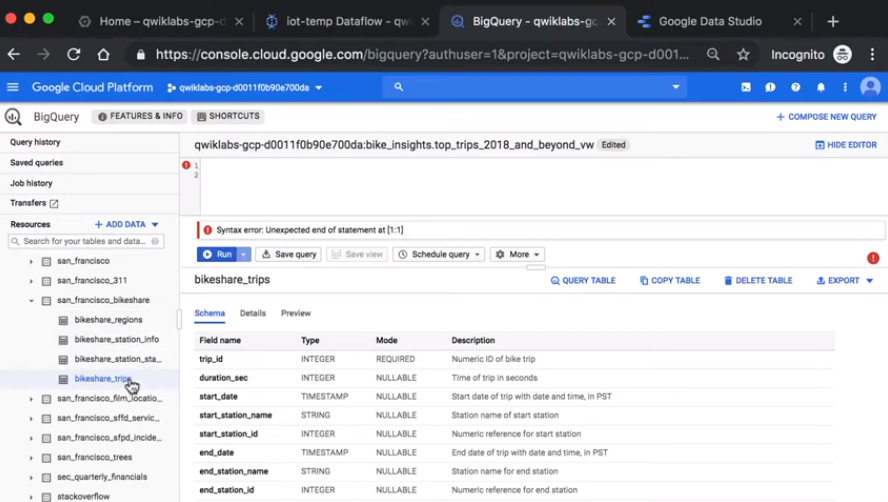 Home – qwiklabs-gcp-d0
iot-temp Dataflow - qwi
BigQuery - qwiklabs-gcp
Google Data Studio
https://console.cloud.google.com/bigquery?authuser=1&project=qwiklabs-gcp-d001...
Incognito
Google Cloud Platform
qwiklabs-gcp-d0011f0b90e700da
BigQuery
FEATURES & INFO
SHORTCUTS
COMPOSE NEW QUERY
Query history
Saved queries
Job history
Transfers
Resources
ADD DATA
Search for your tables and data...
san_francisco
san_francisco_311
san_francisco_bikeshare
bikeshare_regions
bikeshare_station_info
bikeshare_station_sta...
bikeshare_trips
san_francisco_film_locatio...
san_francisco_sffd_servic...
san_francisco_sfpd_incide...
san_francisco_trees
sec_quarterly_financials
stackoverflow
qwiklabs-gcp-d0011f0b90e700da:bike_insights.top_trips_2018_and_beyond_vw Edited
HIDE EDITOR
1
2
Syntax error: Unexpected end of statement at [1:1]
Run
Save query
Save view
Schedule query
More
bikeshare_trips
QUERY TABLE
COPY TABLE
DELETE TABLE
EXPORT
Schema Details Preview
Field name Type Mode Description
trip_id INTEGER REQUIRED Numeric ID of bike trip
duration_sec INTEGER NULLABLE Time of trip in seconds
start_date TIMESTAMP NULLABLE Start date of trip with date and time, in PST
start_station_name STRING NULLABLE Station name of start station
start_station_id INTEGER NULLABLE Numeric reference for start station
end_date TIMESTAMP NULLABLE End date of trip with date and time, in PST
end_station_name STRING NULLABLE Station name for end station
end_station_id INTEGER NULLABLE Numeric reference for end station